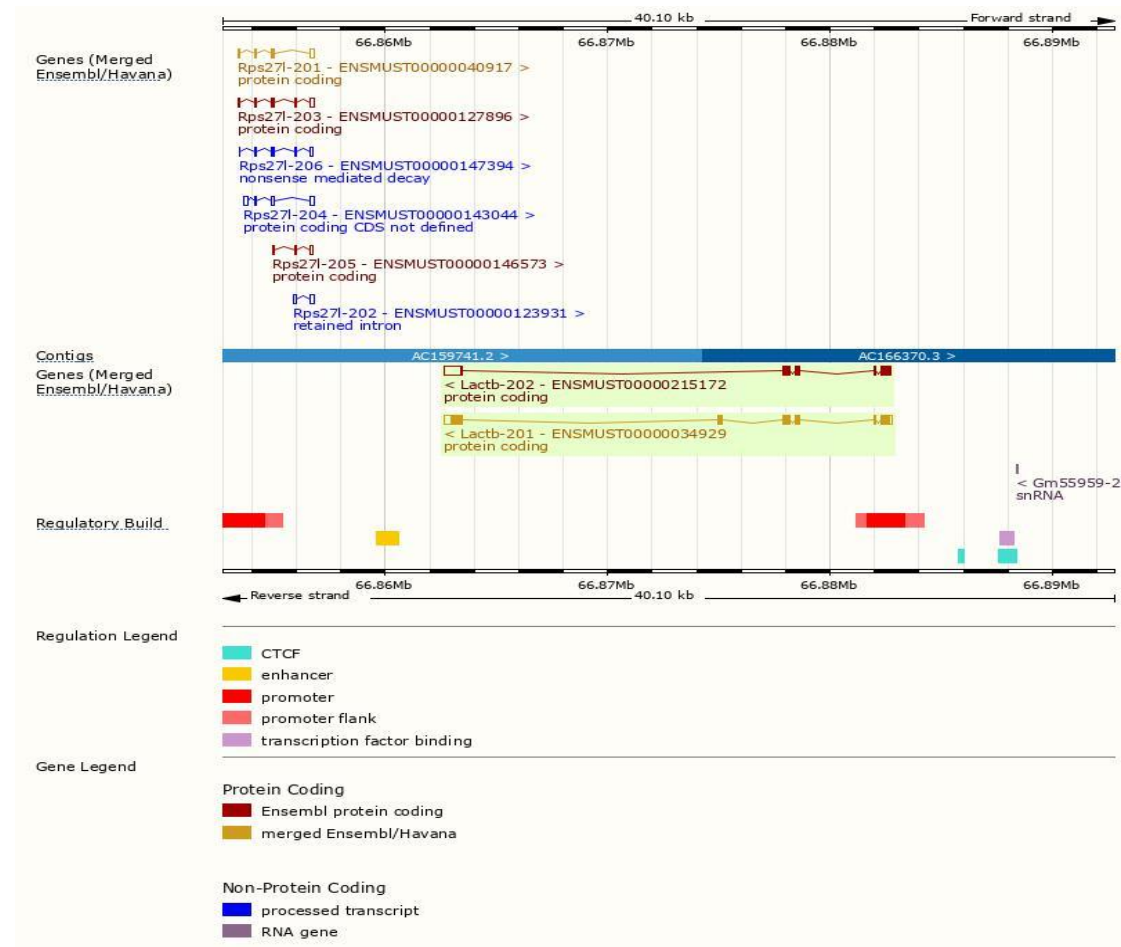 40.10 kb Forward strand
66.86Mb 66.87Mb 66.88Mb 66.89Mb
Genes (Merged
Ensembl/Havana)
Rps27l-201 - ENSMUST00000040917 >
protein coding
Rps27l-203 - ENSMUST00000127896 >
protein coding
Rps27l-206 - ENSMUST00000147394 >
nonsense mediated decay
Rps27l-204 - ENSMUST00000143044 >
protein coding CDS not defined
Rps27l-205 - ENSMUST00000146573 >
protein coding
Rps27l-202 - ENSMUST00000123931 >
retained intron
Contigs AC159741.2 > AC166370.3 >
Genes (Merged
Ensembl/Havana)
< Lactb-202 - ENSMUST00000215172
protein coding
< Lactb-201 - ENSMUST00000034929
protein coding
< Gm55959-2
snRNA
Regulatory Build
66.86Mb 66.87Mb 66.88Mb 66.89Mb
Reverse strand 40.10 kb
Regulation Legend
CTCF
enhancer
promoter
promoter flank
transcription factor binding
Gene Legend
Protein Coding
Ensembl protein coding
merged Ensembl/Havana
Non-Protein Coding
processed transcript
RNA gene